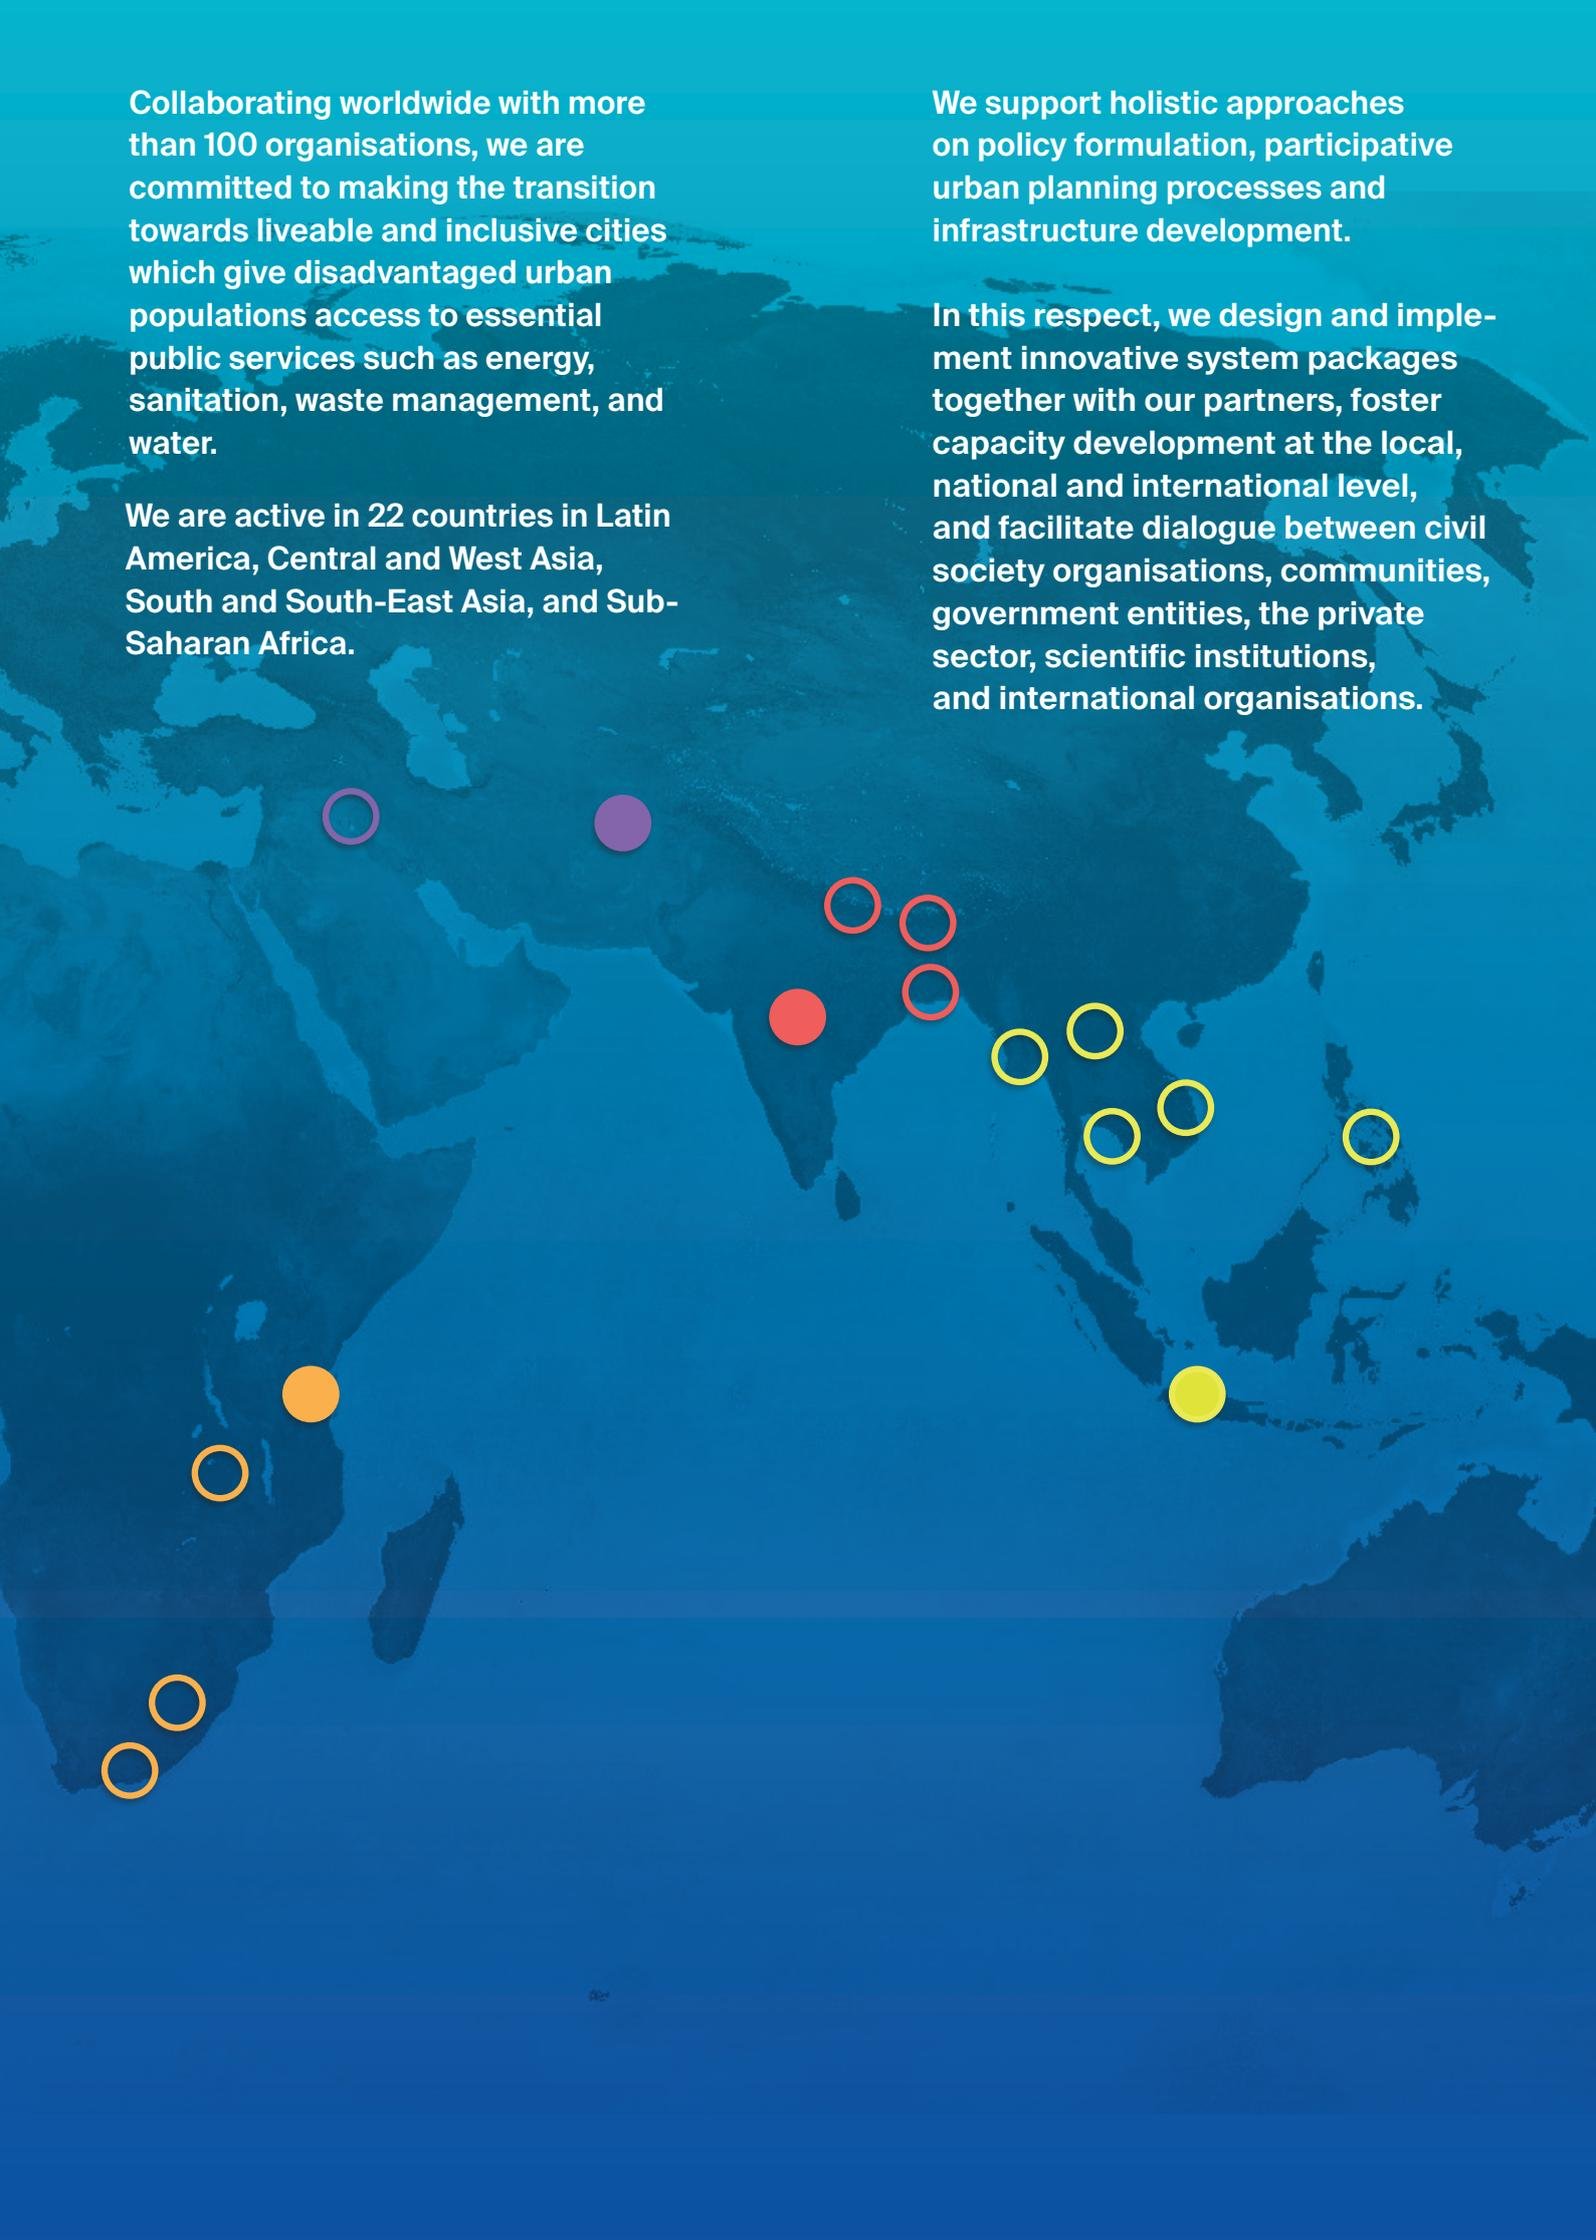 Collaborating worldwide with more
than 100 organisations, we are
committed to making the transition
towards liveable and inclusive cities
which give disadvantaged urban
populations access to essential
public services such as energy,
sanitation, waste management, and
water.
We are active in 22 countries in Latin
America, Central and West Asia,
South and South-East Asia, and Sub-
Saharan Africa.
We support holistic approaches
on policy formulation, participative
urban planning processes and
infrastructure development.
In this respect, we design and imple-
ment innovative system packages
together with our partners, foster
capacity development at the local,
national and international level,
and facilitate dialogue between civil
society organisations, communities,
government entities, the private
sector, scientific institutions,
and international organisations.